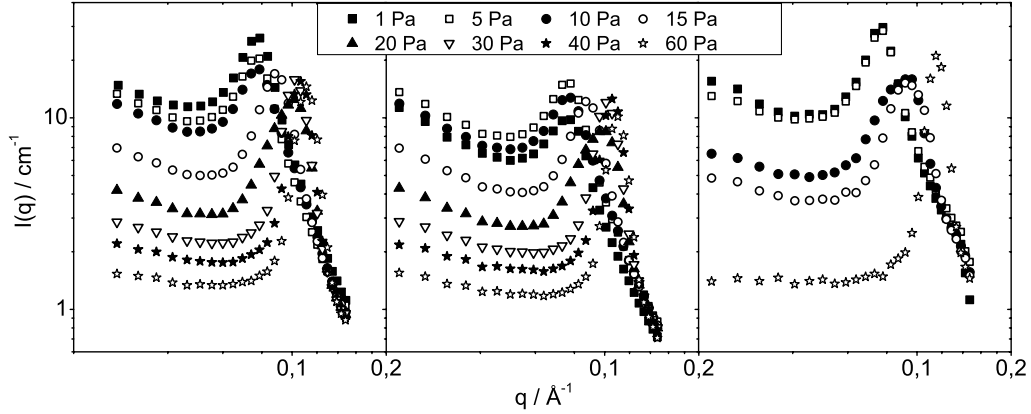 1 Pa 5 Pa 10 Pa 15 Pa
20 Pa 30 Pa 40 Pa 60 Pa
10
1
I(q) / cm-1
0,1 0,2 0,1 0,2 0,1 0,2
q / Å-1